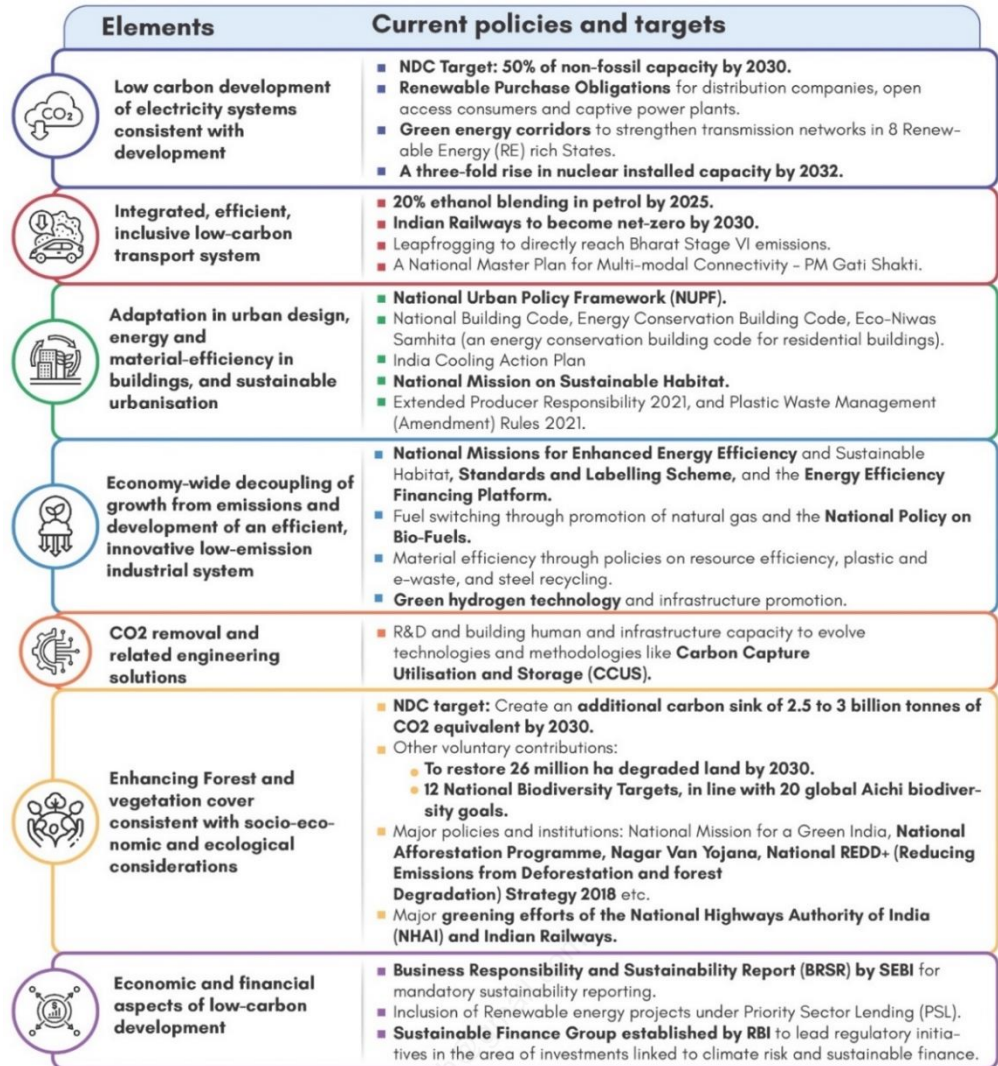 Elements
Current policies and targets
CO₂
Low carbon development
of electricity systems
consistent with
development
NDC Target: 50% of non-fossil capacity by 2030.
Renewable Purchase Obligations for distribution companies, open
access consumers and captive power plants.
Green energy corridors to strengthen transmission networks in 8 Renew-
able Energy (RE) rich States.
A three-fold rise in nuclear installed capacity by 2032.
Integrated, efficient,
inclusive low-carbon
transport system
20% ethanol blending in petrol by 2025.
Indian Railways to become net-zero by 2030.
Leapfrogging to directly reach Bharat Stage VI emissions.
A National Master Plan for Multi-modal Connectivity - PM Gati Shakti.
Adaptation in urban design,
energy and
material-efficiency in
buildings, and sustainable
urbanisation
National Urban Policy Framework (NUPF).
National Building Code, Energy Conservation Building Code, Eco-Niwas
Samhita (an energy conservation building code for residential buildings).
India Cooling Action Plan
National Mission on Sustainable Habitat.
Extended Producer Responsibility 2021, and Plastic Waste Management
(Amendment) Rules 2021.
Economy-wide decoupling of
growth from emissions and
development of an efficient,
innovative low-emission
industrial system
National Missions for Enhanced Energy Efficiency and Sustainable
Habitat, Standards and Labelling Scheme, and the Energy Efficiency
Financing Platform.
Fuel switching through promotion of natural gas and the National Policy on
Bio-Fuels.
Material efficiency through policies on resource efficiency, plastic and
e-waste, and steel recycling.
Green hydrogen technology and infrastructure promotion.
CO2 removal and
related engineering
solutions
R&D and building human and infrastructure capacity to evolve
technologies and methodologies like Carbon Capture
Utilisation and Storage (CCUS).
Enhancing Forest and
vegetation cover
consistent with socio-eco-
nomic and ecological
considerations
NDC target: Create an additional carbon sink of 2.5 to 3 billion tonnes of
CO2 equivalent by 2030.
Other voluntary contributions:
To restore 26 million ha degraded land by 2030.
12 National Biodiversity Targets, in line with 20 global Aichi biodiver-
sity goals.
Major policies and institutions: National Mission for a Green India, National
Afforestation Programme, Nagar Van Yojana, National REDD+ (Reducing
Emissions from Deforestation and forest
Degradation) Strategy 2018 etc.
Major greening efforts of the National Highways Authority of India
(NHAI) and Indian Railways.
Economic and financial
aspects of low-carbon
development
Business Responsibility and Sustainability Report (BRSR) by SEBI for
mandatory sustainability reporting.
Inclusion of Renewable energy projects under Priority Sector Lending (PSL).
Sustainable Finance Group established by RBI to lead regulatory initia-
tives in the area of investments linked to climate risk and sustainable finance.